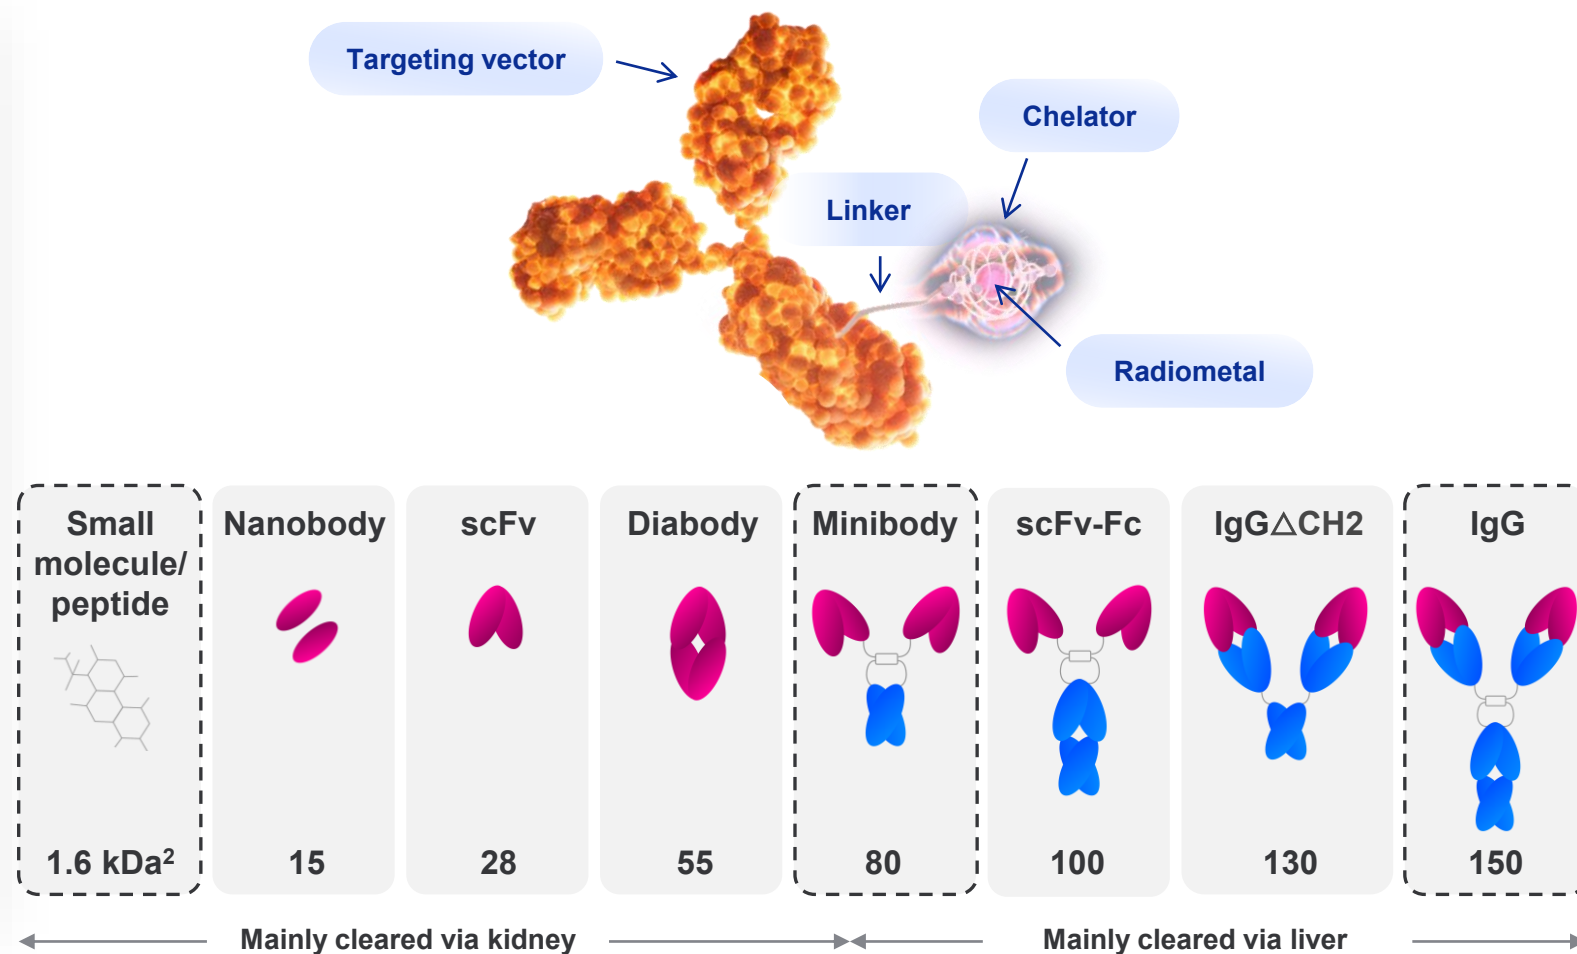 Targeting vector
Chelator
Linker
Radiometal
Small
molecule/
peptide
1.6 kDa²
Nanobody
15
scFv
28
Diabody
55
Minibody
80
scFv-Fc
100
IgG△CH2
130
IgG
150
Mainly cleared via kidney
Mainly cleared via liver